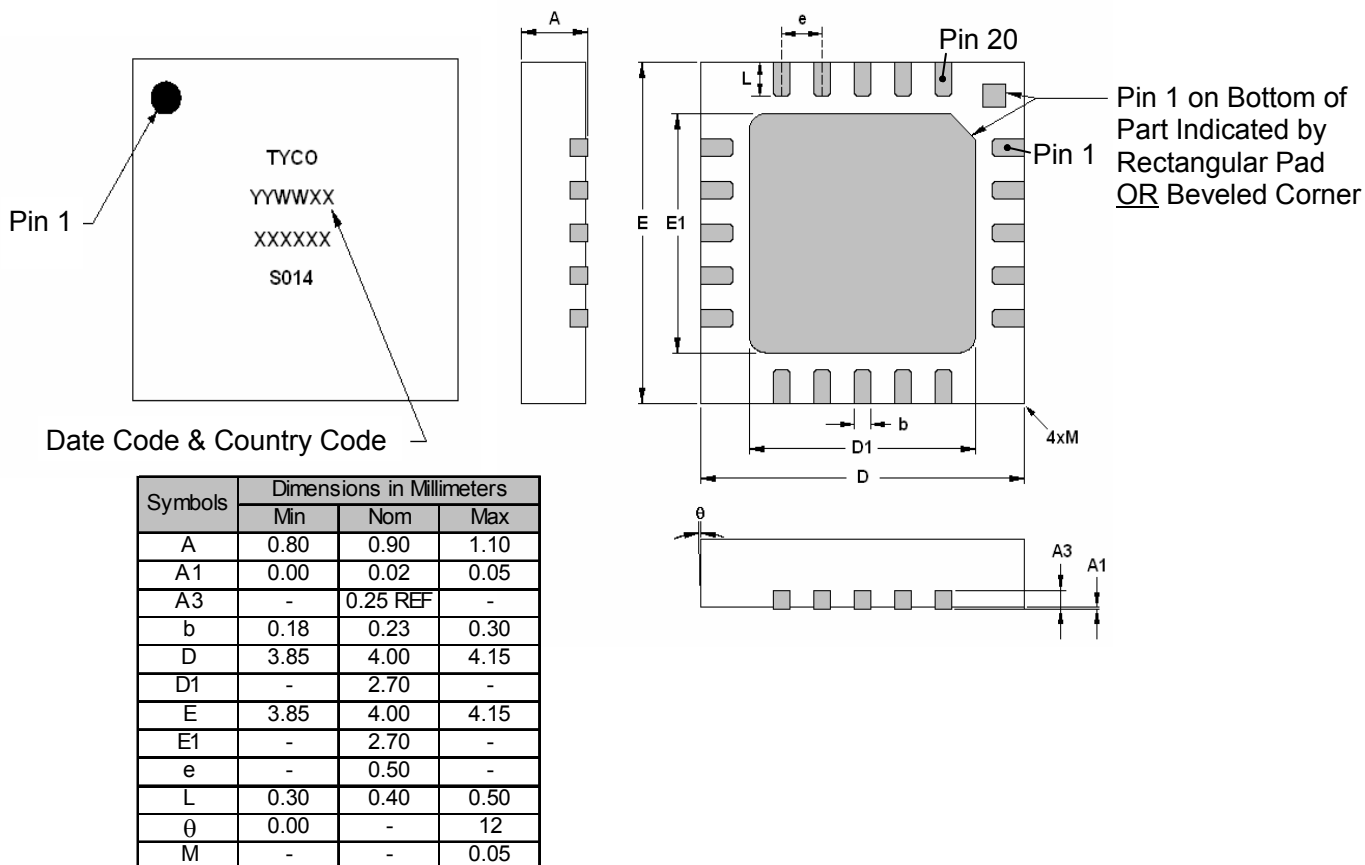 A
e
Pin 20
L
Pin 1 on Bottom of
Part Indicated by
Rectangular Pad
OR Beveled Corner
Pin 1
TYCO
YYWWXX
XXXXXX
S014
Pin 1
E
E1
Date Code & Country Code
b
D1
D
4xM
θ
A3
A1
Symbols Dimensions in Millimeters
Min Nom Max
A 0.80 0.90 1.10
A1 0.00 0.02 0.05
A3 - 0.25 REF -
b 0.18 0.23 0.30
D 3.85 4.00 4.15
D1 - 2.70 -
E 3.85 4.00 4.15
E1 - 2.70 -
e - 0.50 -
L 0.30 0.40 0.50
θ 0.00 - 12
M - - 0.05